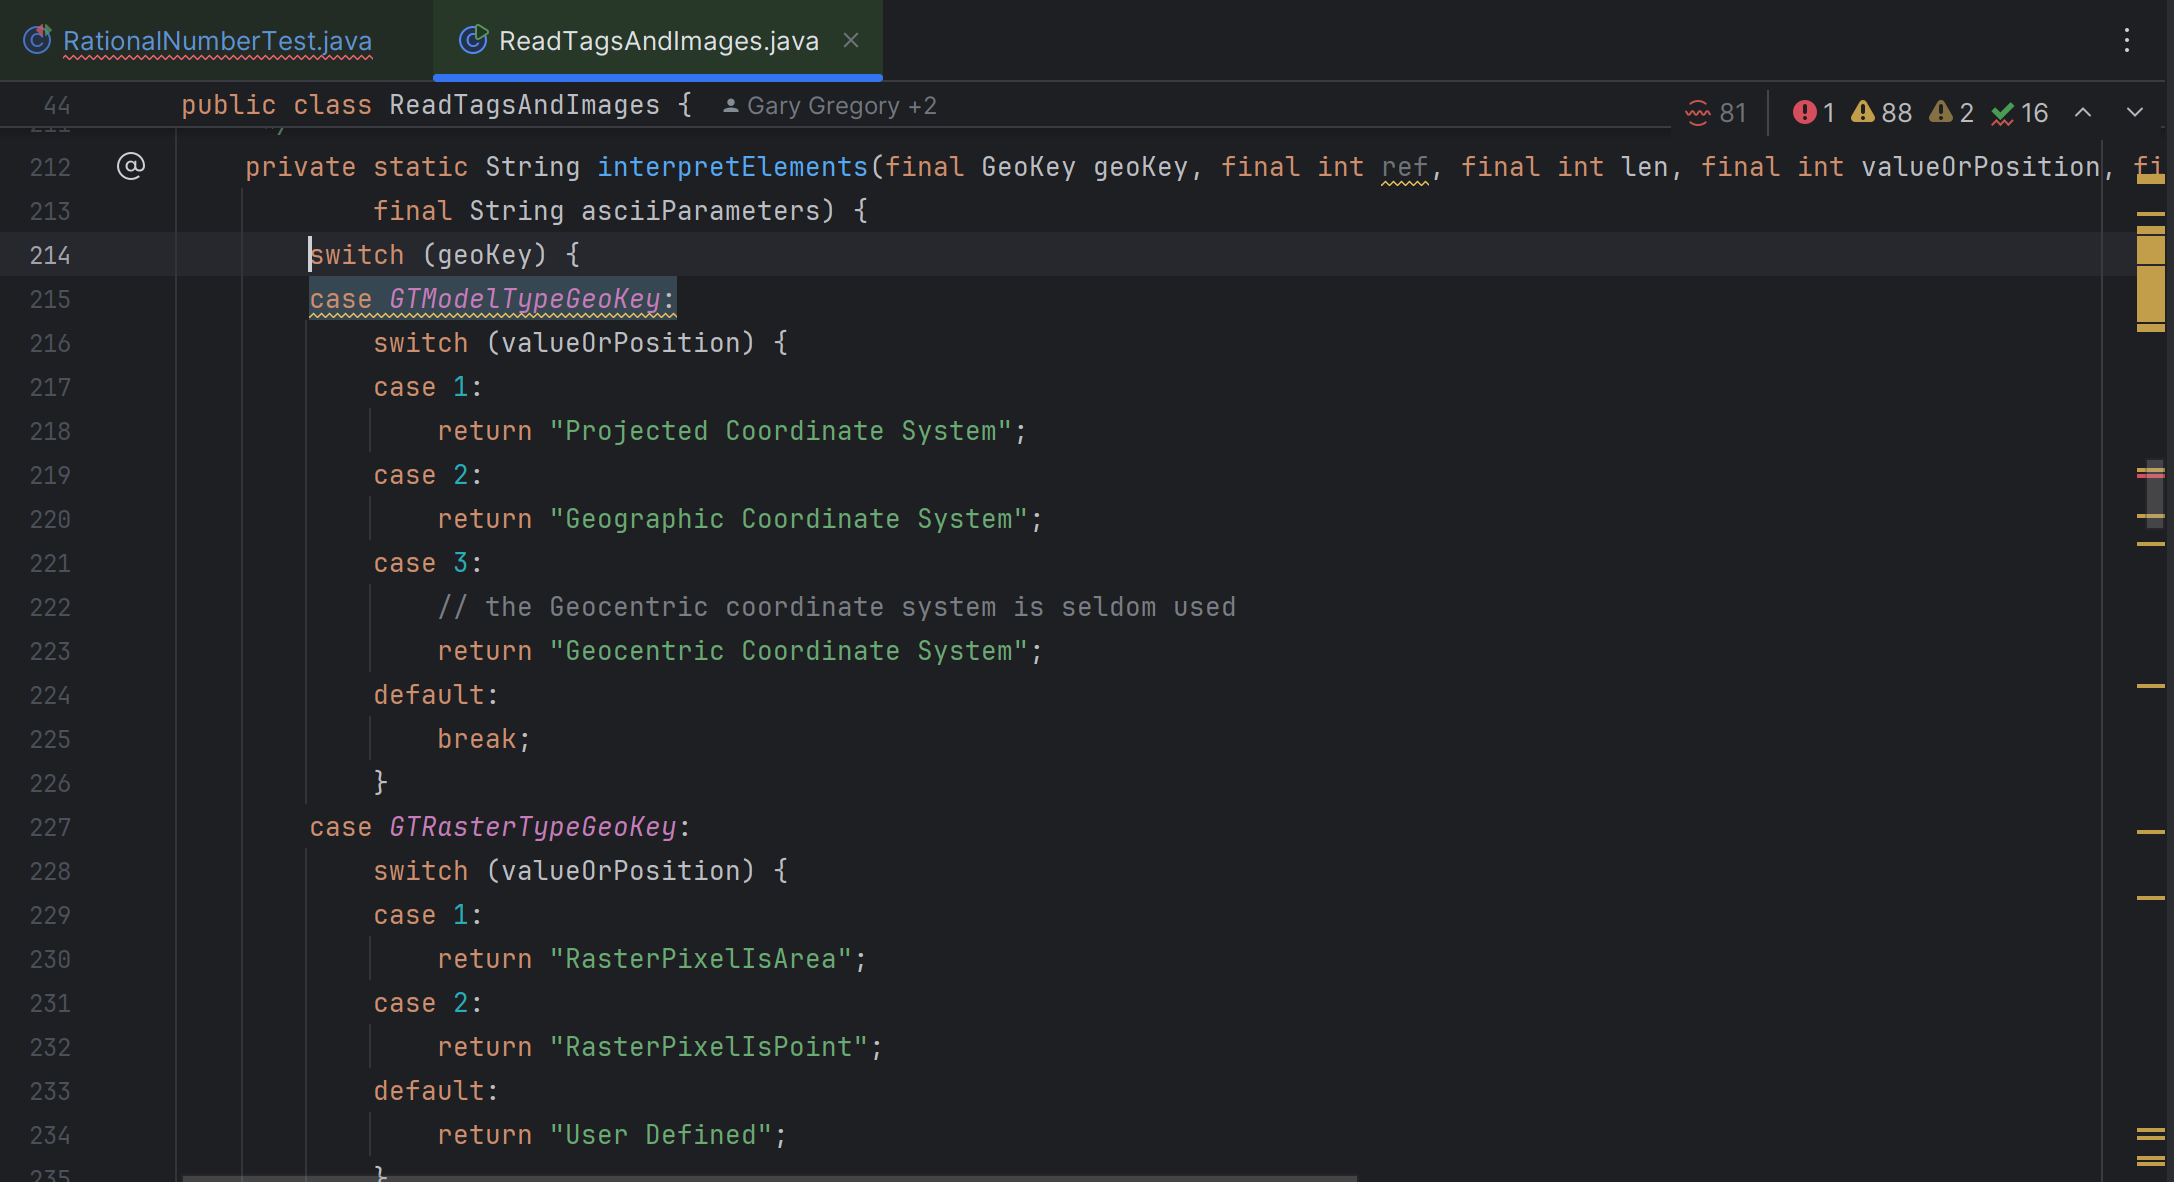 RationalNumberTest.java ReadTagsAndImages.java
44 public class ReadTagsAndImages { Gary Gregory +2 81 1 88 2 16
212 @ private static String interpretElements(final GeoKey geoKey, final int ref, final int len, final int valueOrPosition, fi
213 final String asciiParameters) {
214 switch (geoKey) {
215 case GTModelTypeGeoKey:
216 switch (valueOrPosition) {
217 case 1:
218 return "Projected Coordinate System";
219 case 2:
220 return "Geographic Coordinate System";
221 case 3:
222 // the Geocentric coordinate system is seldom used
223 return "Geocentric Coordinate System";
224 default:
225 break;
226 }
227 case GTRasterTypeGeoKey:
228 switch (valueOrPosition) {
229 case 1:
230 return "RasterPixelIsArea";
231 case 2:
232 return "RasterPixelIsPoint";
233 default:
234 return "User Defined";
235 }